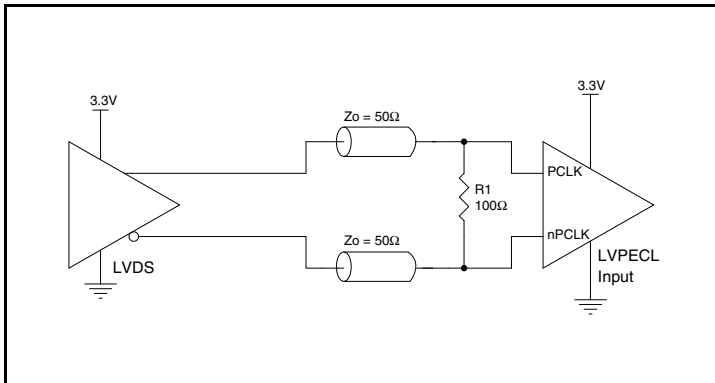 3.3V
3.3V
Zo = 50Ω
PCLK
R1
100Ω
Zo = 50Ω
nPCLK
LVDS
LVPECL
Input